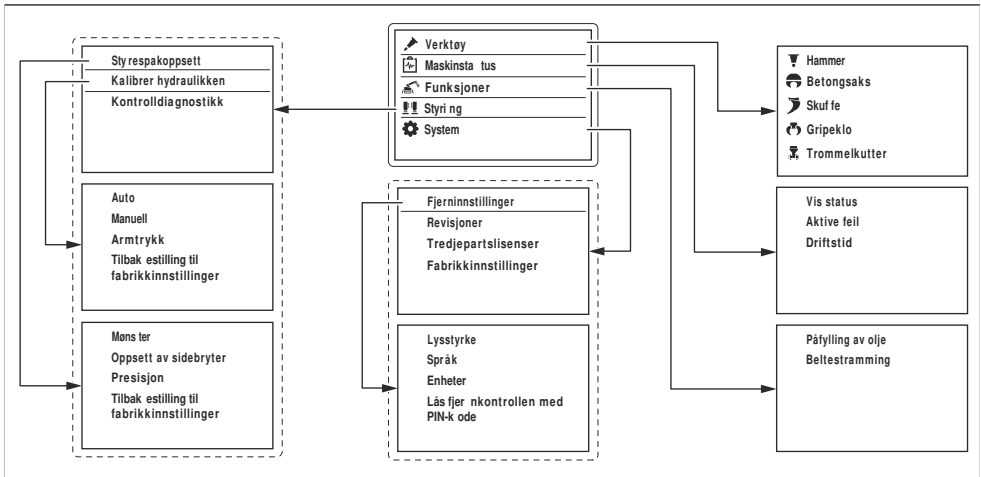 Styrespakoppsett
Kalibrer hydraulikken
Kontrolldiagnostikk
Auto
Manuell
Armtrykk
Tilbakestilling til
fabrikkinnstillinger
Mønster
Oppsett av sidebryter
Presisjon
Tilbakestilling til
fabrikkinnstillinger
Verktøy
Maskinstatus
Funksjoner
Styring
System
Fjerninnstillinger
Revisjoner
Tredjepartslisenser
Fabrikkinnstillinger
Lysstyrke
Språk
Enheter
Lås fjernkontrollen med
PIN-kode
Hammer
Betongsaks
Skuffe
Gripeklo
Trommelkutter
Vis status
Aktive feil
Driftstid
Påfylling av olje
Beltestramming